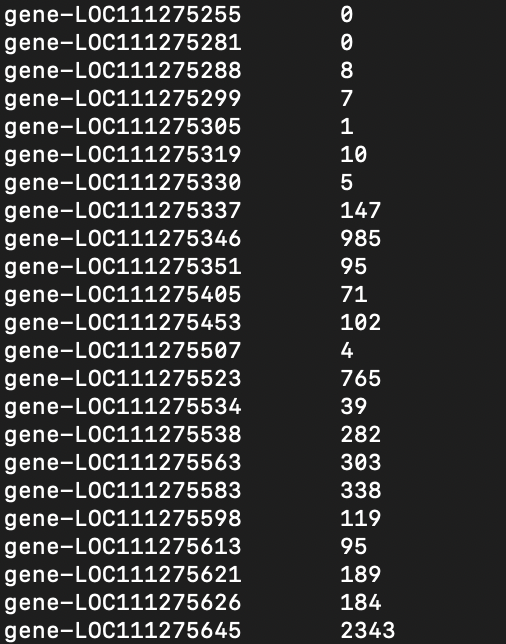 gene-LOC111275255 0
gene-LOC111275281 0
gene-LOC111275288 8
gene-LOC111275299 7
gene-LOC111275305 1
gene-LOC111275319 10
gene-LOC111275330 5
gene-LOC111275337 147
gene-LOC111275346 985
gene-LOC111275351 95
gene-LOC111275405 71
gene-LOC111275453 102
gene-LOC111275507 4
gene-LOC111275523 765
gene-LOC111275534 39
gene-LOC111275538 282
gene-LOC111275563 303
gene-LOC111275583 338
gene-LOC111275598 119
gene-LOC111275613 95
gene-LOC111275621 189
gene-LOC111275626 184
gene-LOC111275645 2343